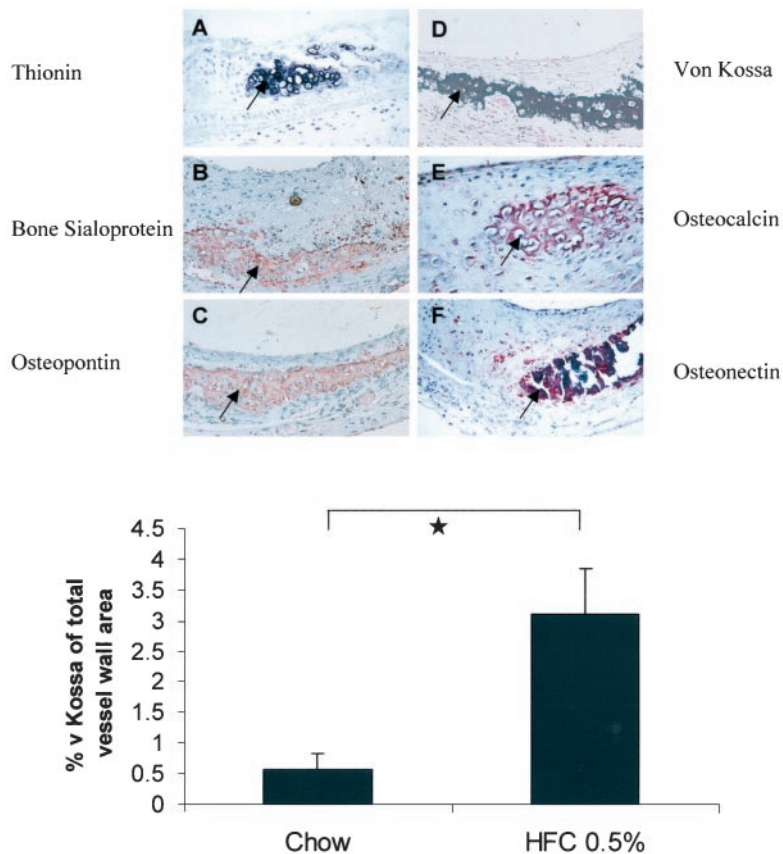 A
D
Thionin
Von Kossa
B
E
Bone Sialoprotein
Osteocalcin
C
F
Osteopontin
Osteonectin
★
4.5
4
3.5
3
2.5
2
1.5
1
0.5
0
% v Kossa of total
vessel wall area
Chow
HFC 0.5%